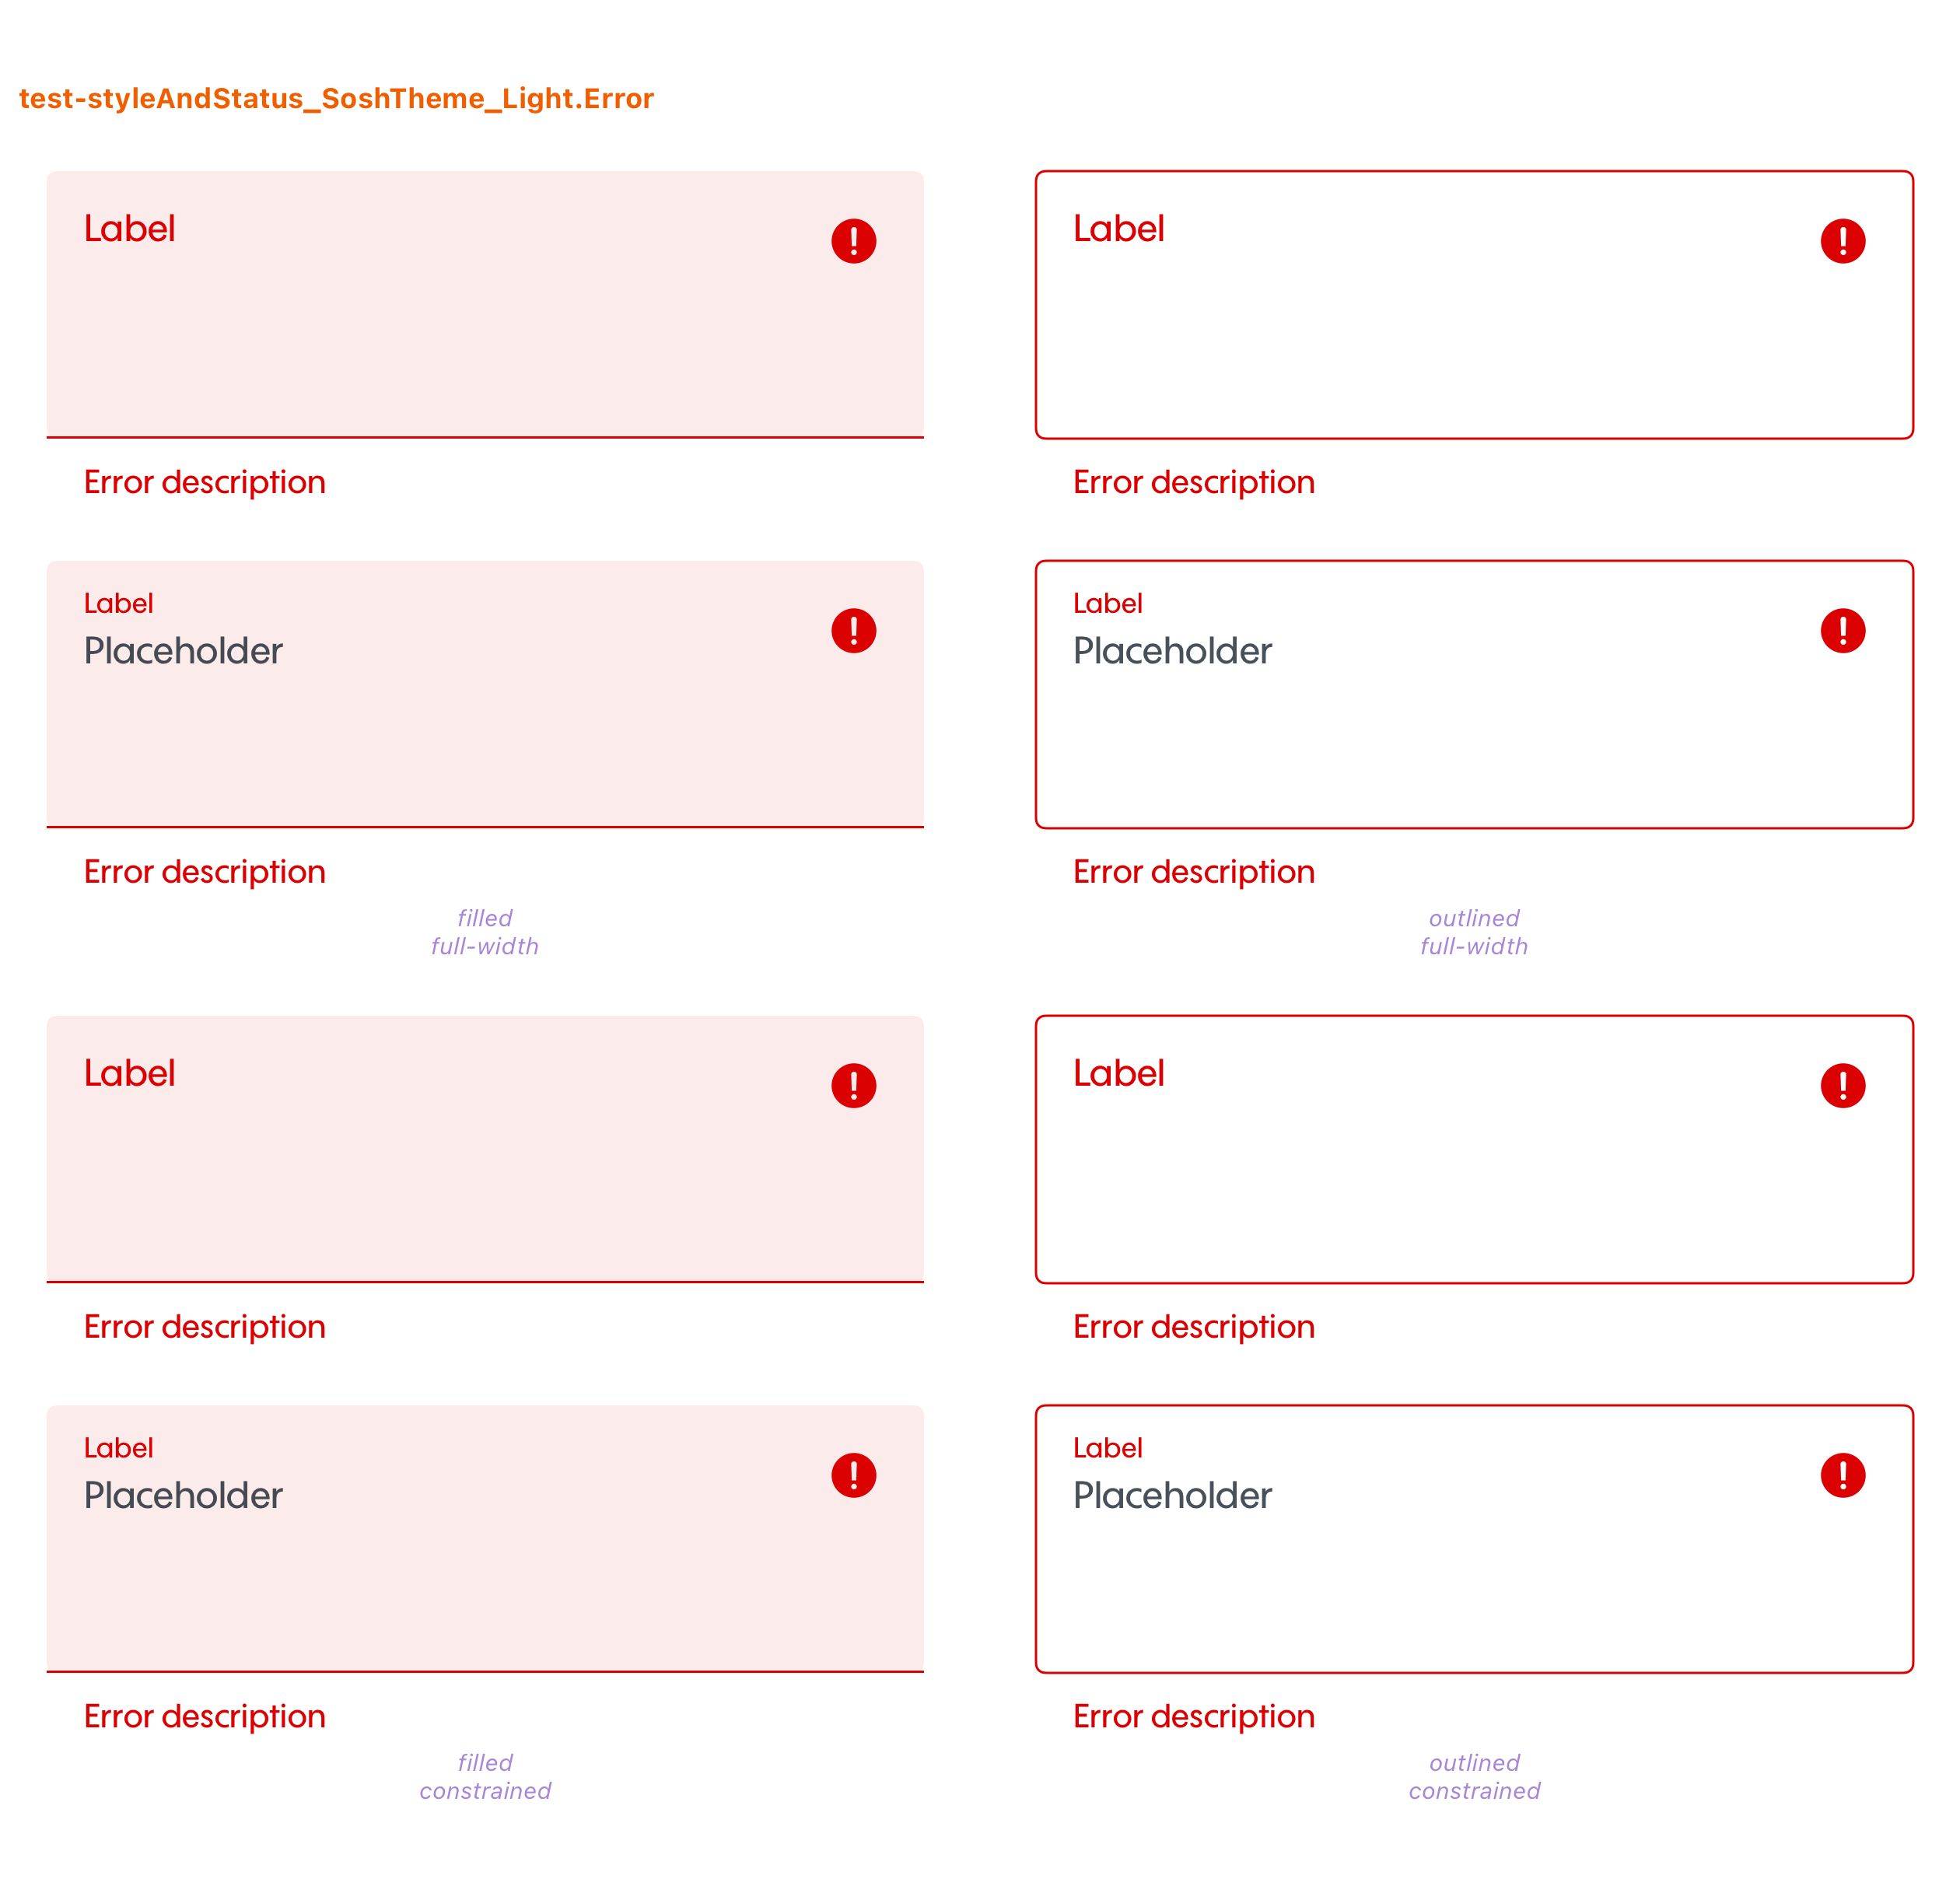 test-styleAndStatus_SoshTheme_Light.Error
Label
Label
Error description
Error description
Label
Placeholder
Label
Placeholder
Error description
Error description
filled
full-width
outlined
full-width
Label
Label
Error description
Error description
Label
Placeholder
Label
Placeholder
Error description
Error description
filled
constrained
outlined
constrained